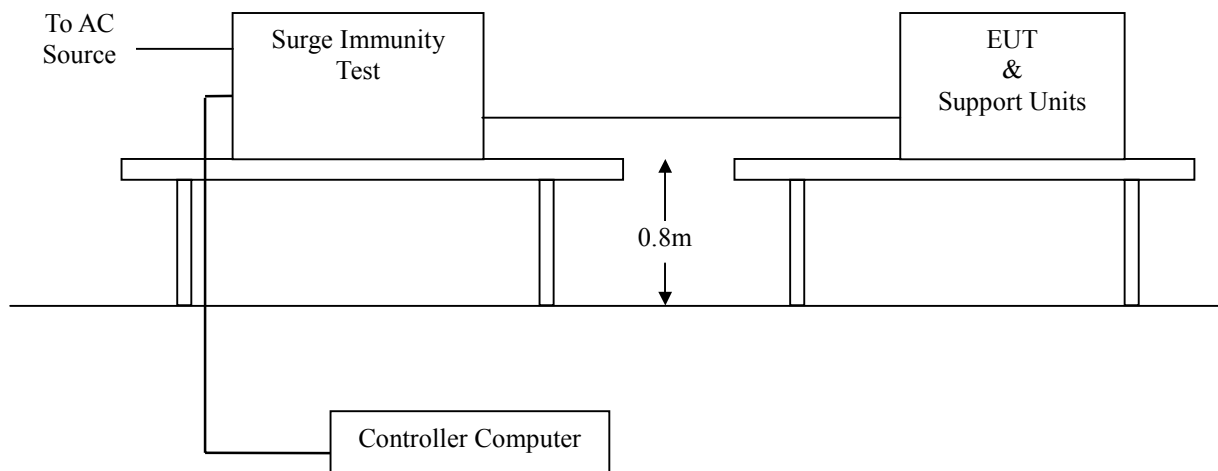 To AC
Source
Surge Immunity
Test
EUT
&
Support Units
0.8m
Controller Computer